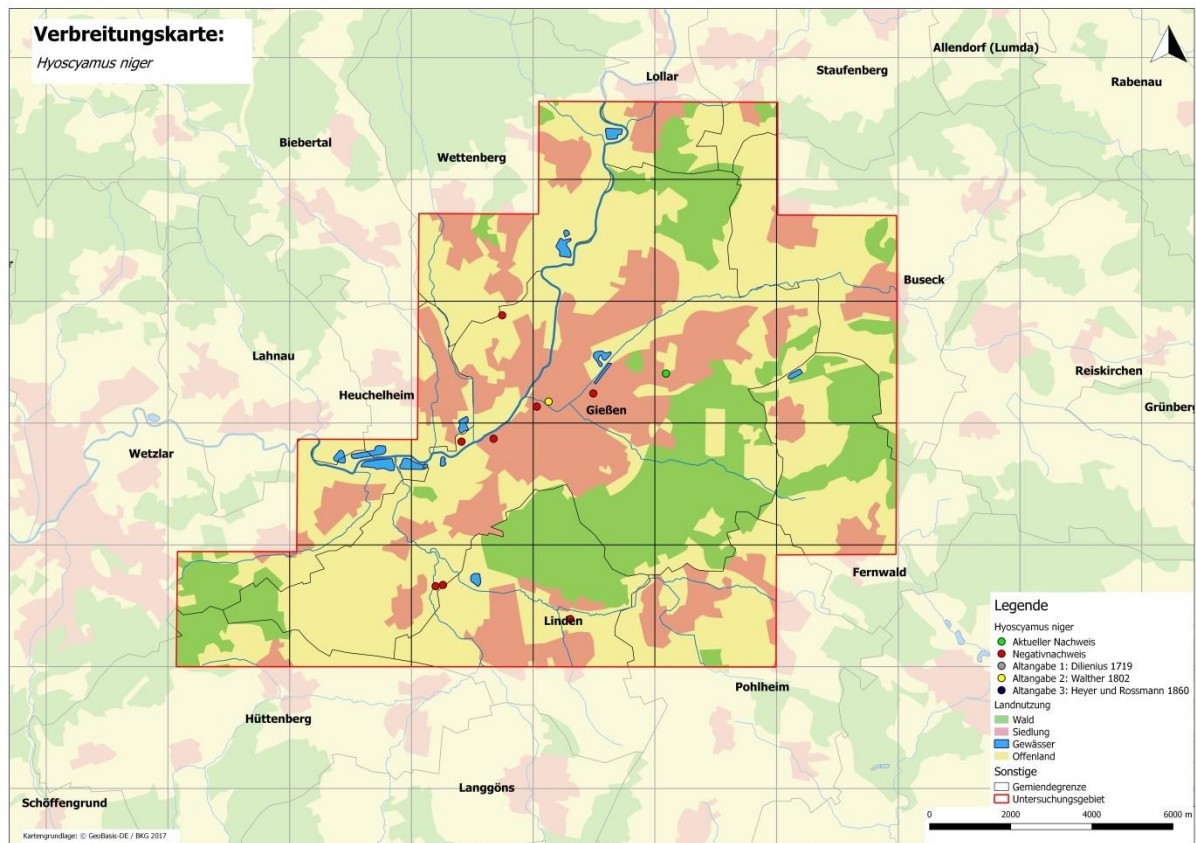 Verbreitungskarte:
Hyoscyamus niger
Allendorf (Lumda)
Lollar
Staufenberg
Rabenau
Biebertal
Wettenberg
Buseck
Lahnau
Reiskirchen
Heuchelheim
Gießen
Grünberg
Wetzlar
Fernwald
Linden
Pohlheim
Hüttenberg
Langgöns
Schöffengrund
Legende
Hyoscyamus niger
Aktueller Nachweis
Negativnachweis
Altangabe 1: Dilienius 1719
Altangabe 2: Walther 1802
Altangabe 3: Heyer und Rossmann 1860
Landnutzung
Wald
Siedlung
Gewässer
Offenland
Sonstige
Gemiendegrenze
Untersuchungsgebiet
0 2000 4000 6000 m
Kartengrundlage: © GeoBasis-DE / BKG 2017